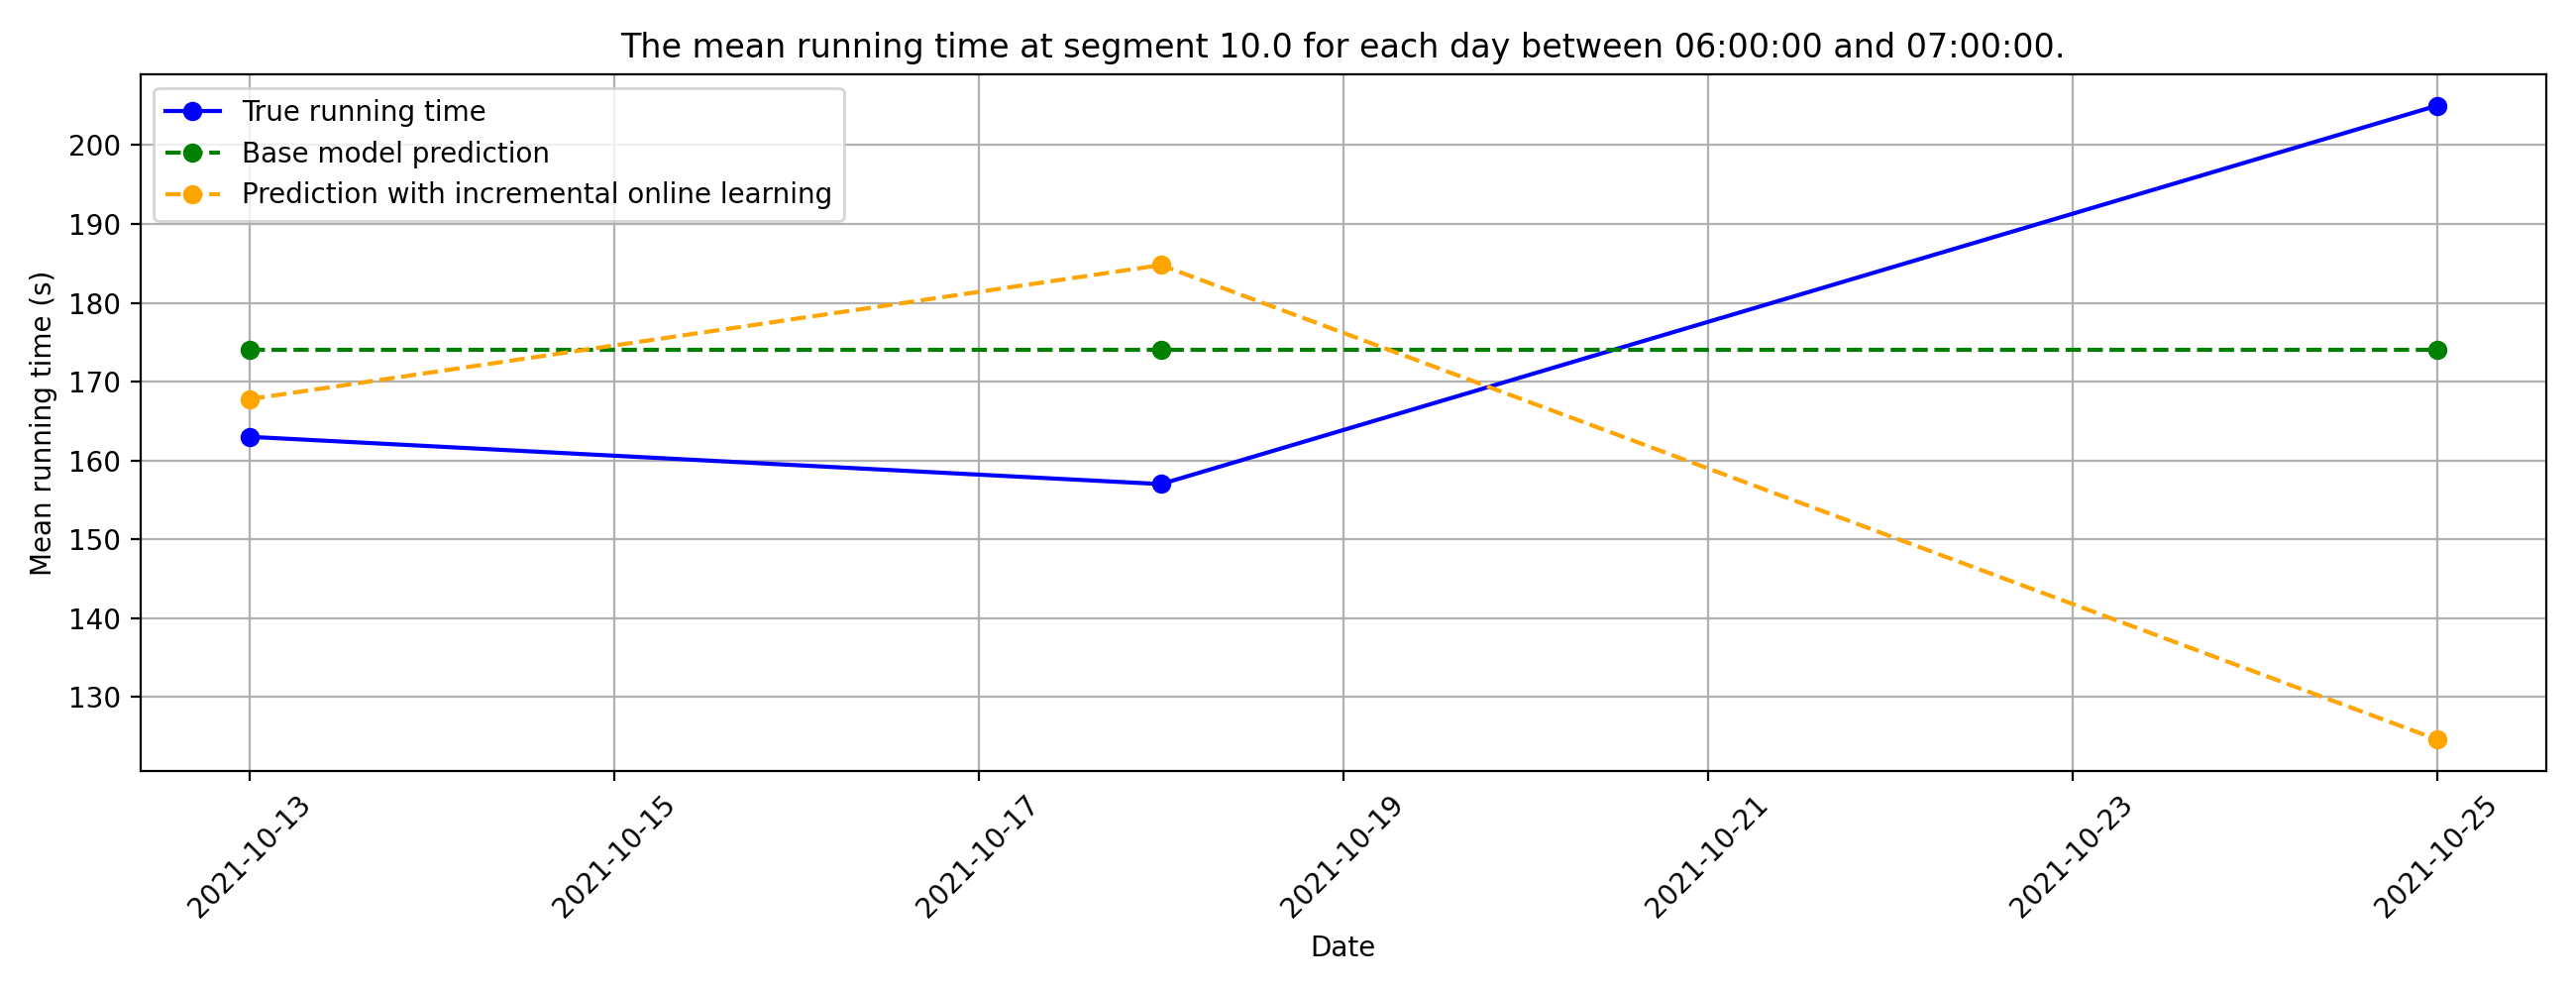 The mean running time at segment 10.0 for each day between 06:00:00 and 07:00:00.
True running time
Base model prediction
Prediction with incremental online learning
Mean running time (s)
200
190
180
170
160
150
140
130
2021-10-13
2021-10-15
2021-10-17
2021-10-19
2021-10-21
2021-10-23
2021-10-25
Date